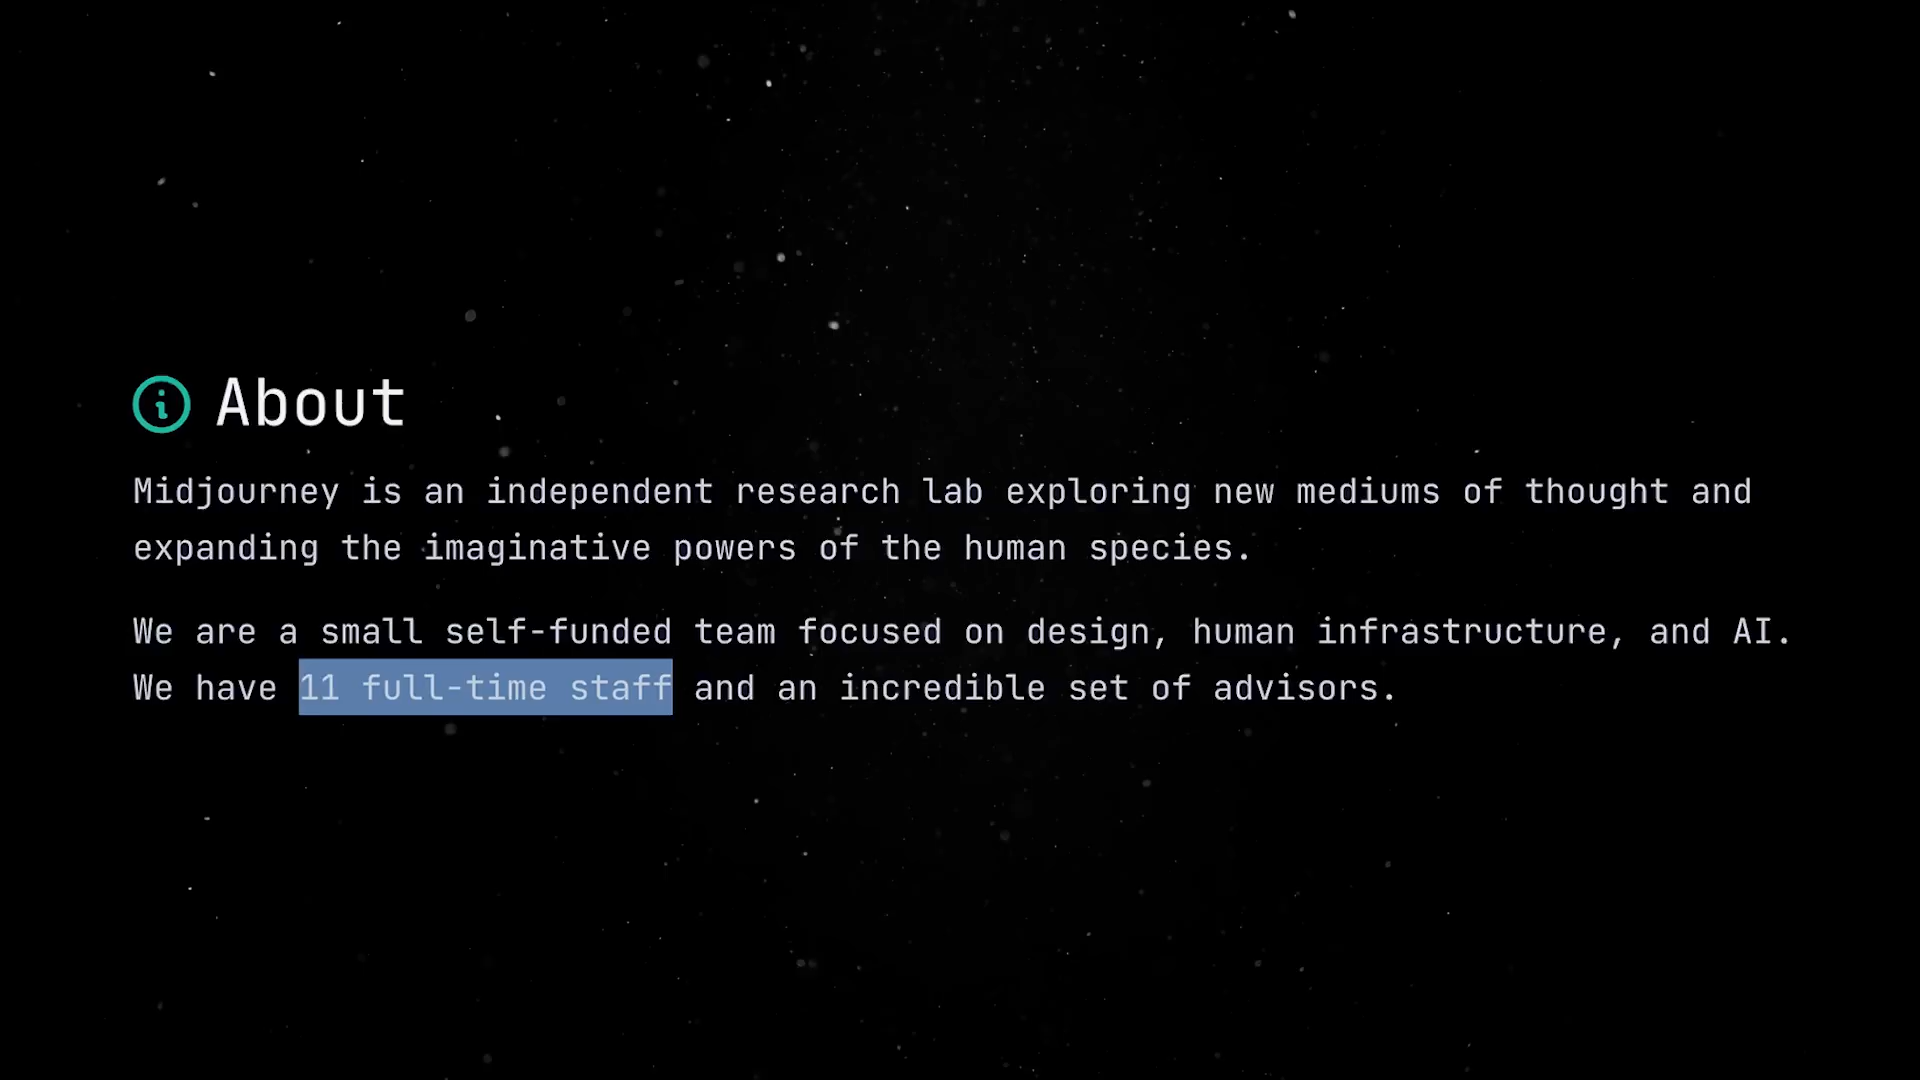 About
Midjourney is an independent research lab exploring new mediums of thought and
expanding the imaginative powers of the human species.
We are a small self-funded team focused on design, human infrastructure, and AI.
We have 11 full-time staff and an incredible set of advisors.